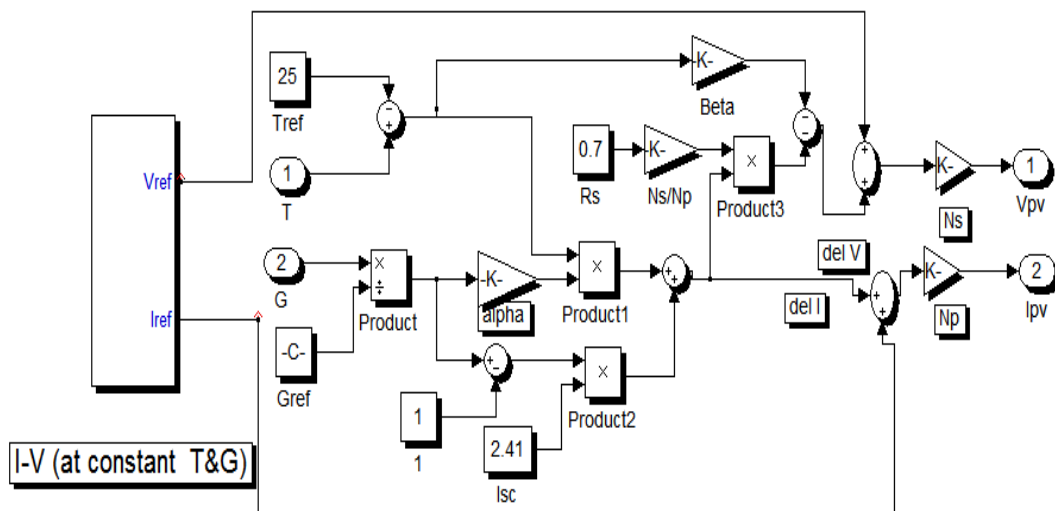 25
Tref
1
T
2
G
-C-
Gref
Vref
Iref
I-V (at constant T&G)
×
÷
Product
-K-
alpha
×
Product1
1
1
2.41
Isc
×
Product2
-K-
Beta
0.7
Rs
-K-
Ns/Np
×
Product3
del V
del I
K-
Ns
K-
Np
1
Vpv
2
Ipv